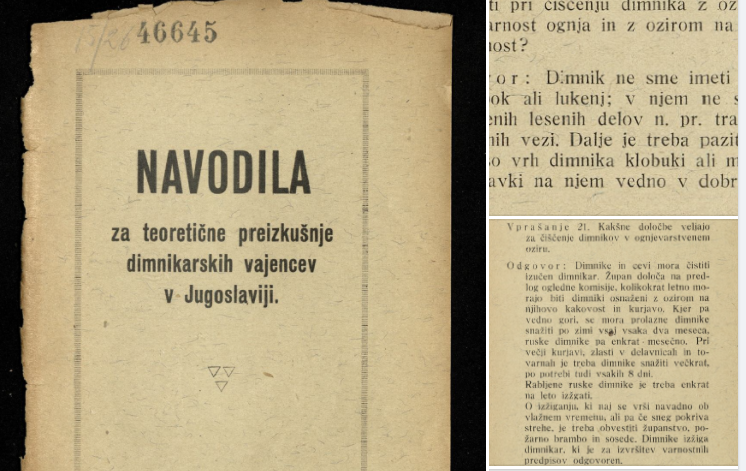 46645
NAVODILA
za teoretične preizkušnje
dimnikarskih vajencev
v Jugoslaviji.
ti pri čiščenju dimnika z oz
arnost ognja in z ozirom na
nost?
or: Dimnik ne sme imeti
ok ali lukenj; v njem ne s
enih lesenih delov n. pr. tra
nih vezi. Dalje je treba pazit
so vrh dimnika klobuki ali m
avki na njem vedno v dobr
Vprašanje 21. Kakšne določbe veljajo
za čiščenje dimnikov v ognjevarstvenem
oziru.
Odgovor: Dimnike in cevi mora čistiti
izučen dimnikar. Župan določa na pred-
log ogledne komisije, kolikokrat letno mo-
rajo biti dimniki osnaženi z ozirom na
njihovo kakovost in kurjavo. Kjer pa
vedno gori, se mora prolazne dimnike
snažiti po zimi vsaj vsaka dva meseca,
ruske dimnike pa enkrat mesečno. Pri
večji kurjavi, zlasti v delavnicah in to-
varnah je treba dimnike snažiti večkrat,
po potrebi tudi vsakih 8 dni.
Rabljene ruske dimnike je treba enkrat
na leto izžgati.
O izžiganju, ki naj se vrši navadno ob
vlažnem vremenu, ali pa če sneg pokriva
strehe, je treba obvestiti županstvo, po-
žarno brambo in sosede. Dimnike izžiga
dimnikar, ki je za izvršitev varnostnih
predpisov odgovoren.